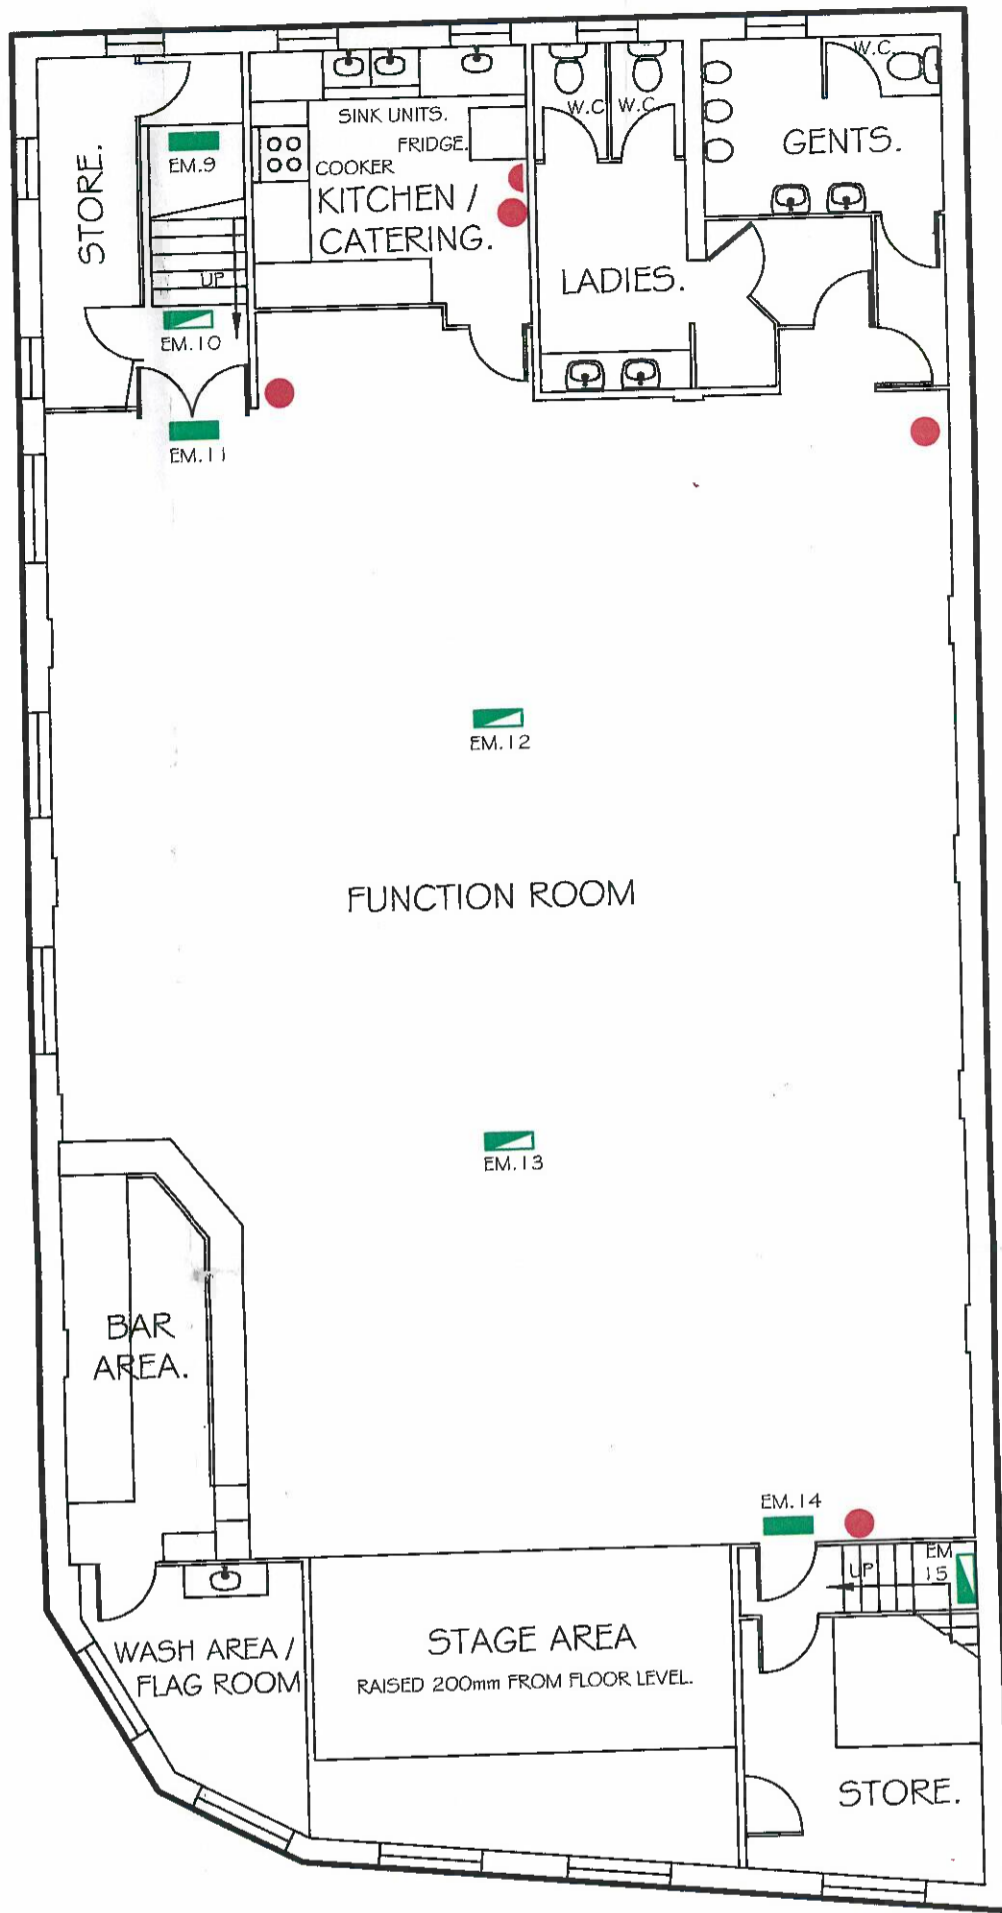 W.C.
SINK UNITS.
W.C.
W.C.
STORE.
EM.9
FRIDGE.
GENTS.
COOKER
KITCHEN /
CATERING.
UP
LADIES.
EM.10
EM.11
EM.12
FUNCTION ROOM
EM.13
BAR
AREA.
EM.14
EM
15
UP
WASH AREA /
FLAG ROOM
STAGE AREA
RAISED 200mm FROM FLOOR LEVEL.
STORE.